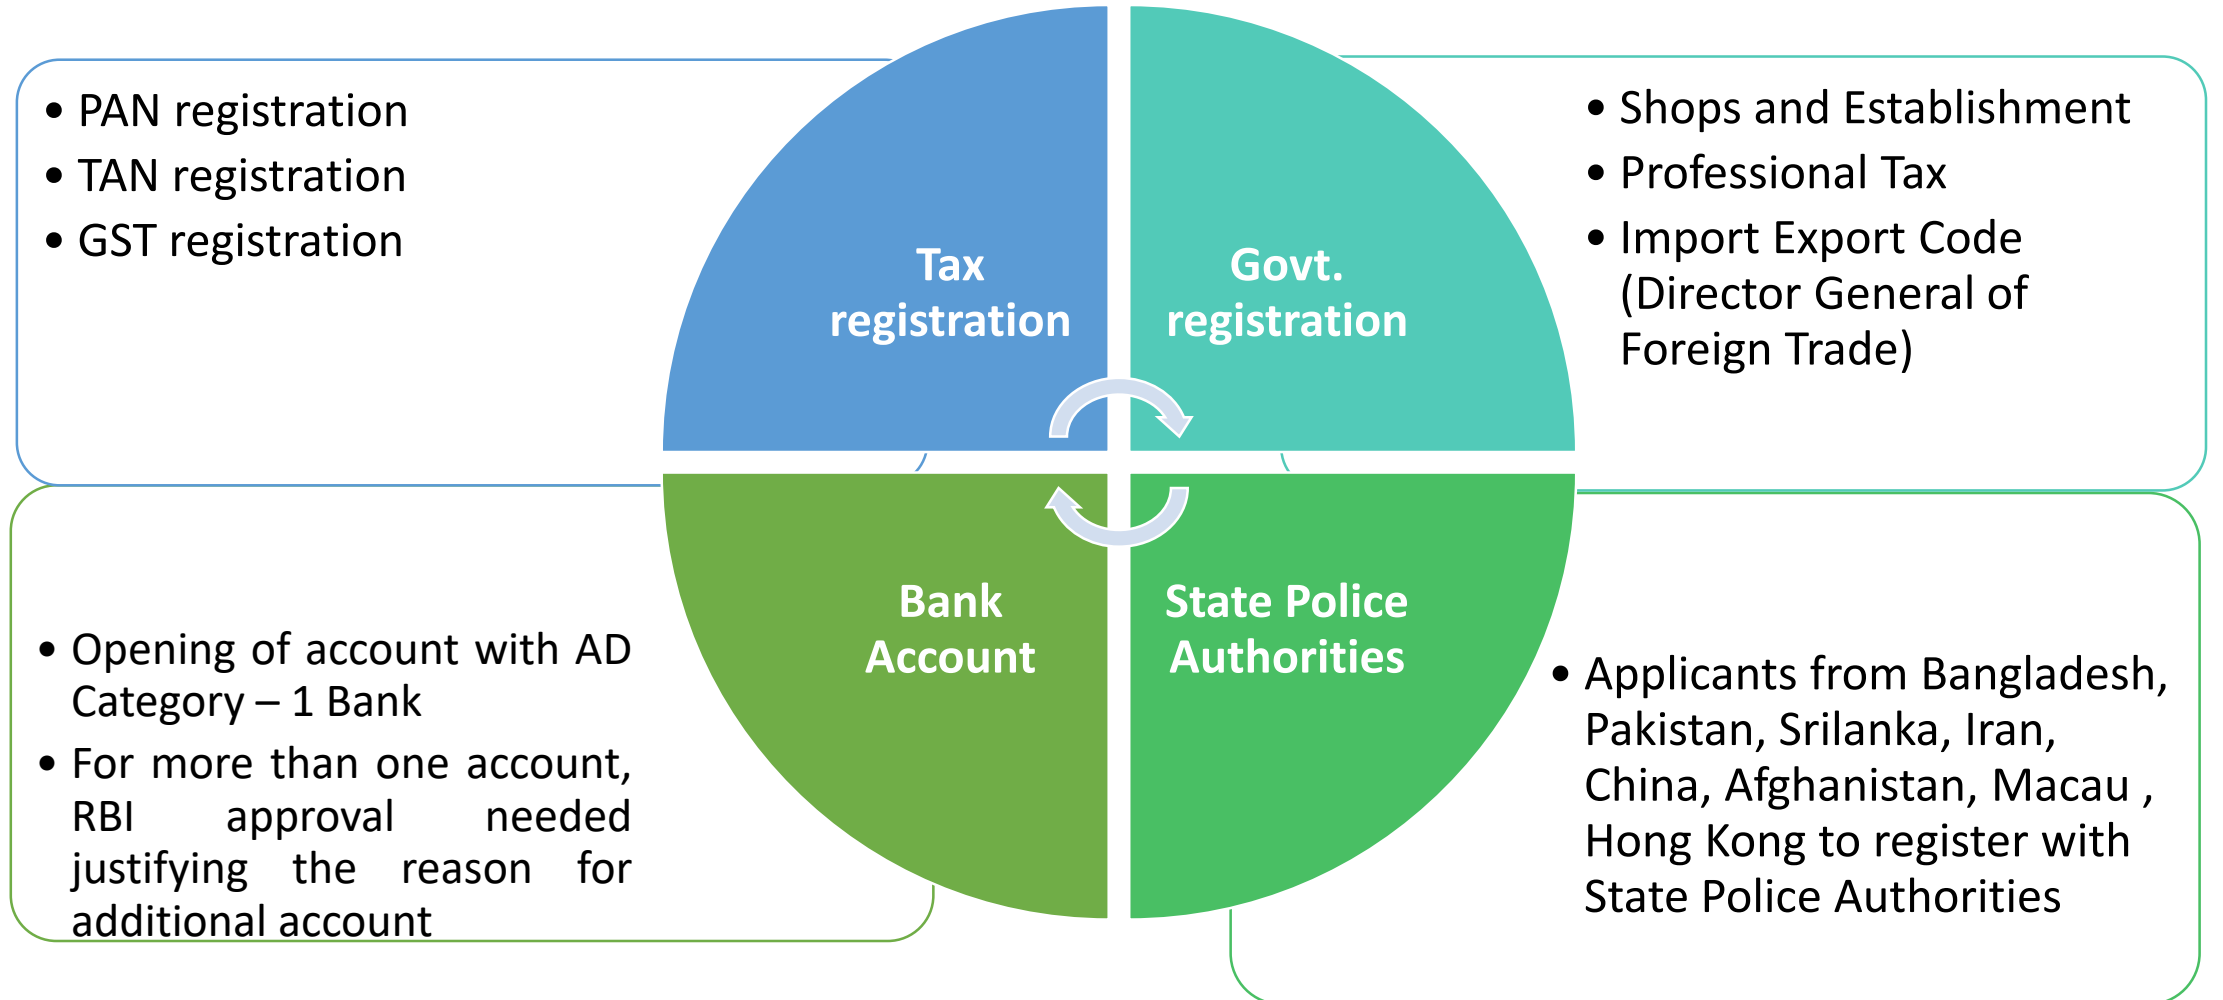 • PAN registration
• TAN registration
• GST registration
Tax
registration
Govt.
registration
• Shops and Establishment
• Professional Tax
• Import Export Code
(Director General of
Foreign Trade)
Bank
Account
State Police
Authorities
• Opening of account with AD
Category – 1 Bank
• For more than one account,
RBI approval needed
justifying the reason for
additional account
• Applicants from Bangladesh,
Pakistan, Srilanka, Iran,
China, Afghanistan, Macau ,
Hong Kong to register with
State Police Authorities